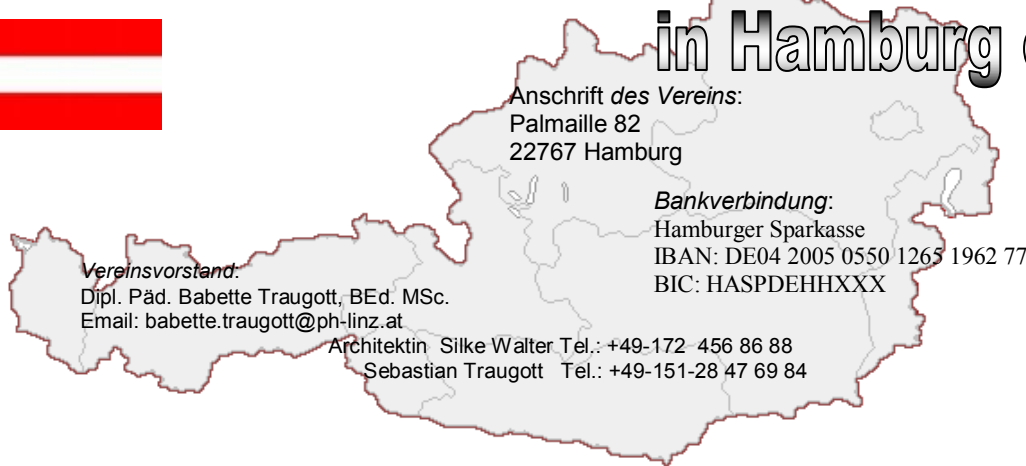 in Hamburg
Anschrift des Vereins:
Palmaille 82
22767 Hamburg
Bankverbindung:
Hamburger Sparkasse
IBAN: DE04 2005 0550 1265 1962 77
BIC: HASPDEHHXXX
Vereinsvorstand:
Dipl. Päd. Babette Traugott, BEd. MSc.
Email: babette.traugott@ph-linz.at
Architektin Silke Walter Tel.: +49-172 456 86 88
Sebastian Traugott Tel.: +49-151-28 47 69 84